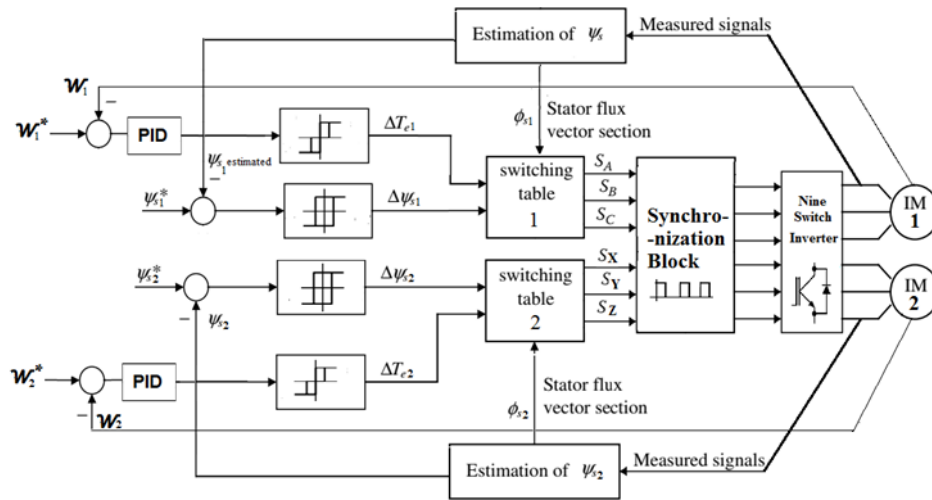 Estimation of ψs
Measured signals
W1
−
W1*
PID
ΔTe1
ψs1 estimated
−
ϕs1
Stator flux
vector section
ψs1*
Δψs1
switching
table
1
SA
SB
SC
Synchro-
-nization
Block
Nine
Switch
Inverter
IM
1
ψs2*
Δψs2
−
ψs2
switching
table
2
SX
SY
SZ
IM
2
W2*
PID
ΔTe2
−
W2
ϕs2
Stator flux
vector section
Estimation of ψs2
Measured signals